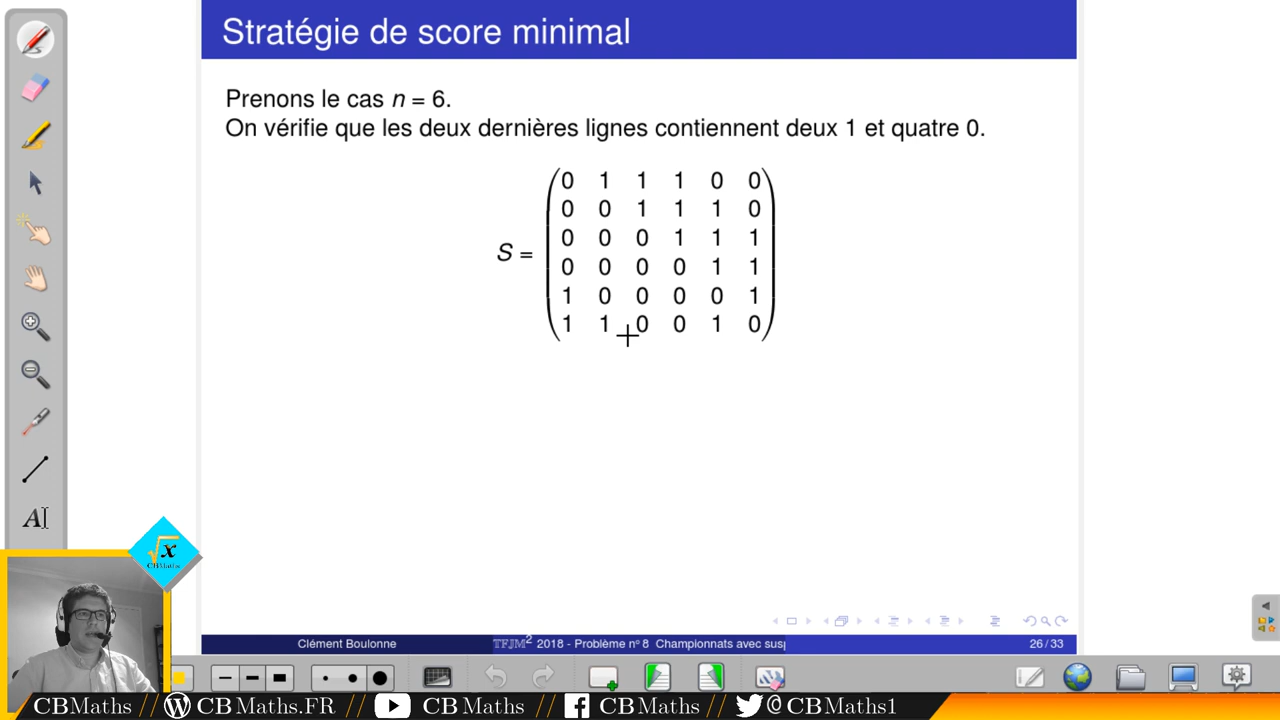 Stratégie de score minimal
Prenons le cas n = 6.
On vérifie que les deux dernières lignes contiennent deux 1 et quatre 0.
0 1 1 1 0 0
0 0 1 1 1 0
0 0 0 1 1 1
S =
0 0 0 0 1 1
1 0 0 0 0 1
1 1 0 0 1 0
A
√x
CBMaths
Clément Boulonne
TFJM² 2018 - Problème nº 8 Championnats avec susp
26 / 33
CBMaths // CBMaths.FR // CBMaths // CBMaths // @CBMaths1